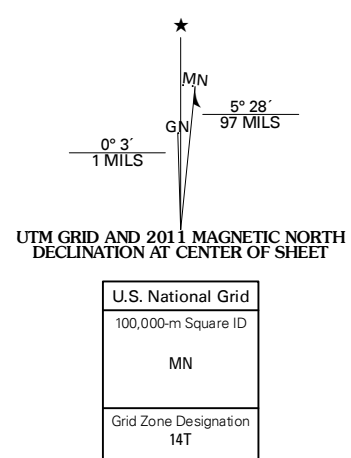 ★
MN
GN
5° 28´
97 MILS
0° 3´
1 MILS
UTM GRID AND 2011 MAGNETIC NORTH
DECLINATION AT CENTER OF SHEET
U.S. National Grid
100,000-m Square ID
MN
Grid Zone Designation
14T